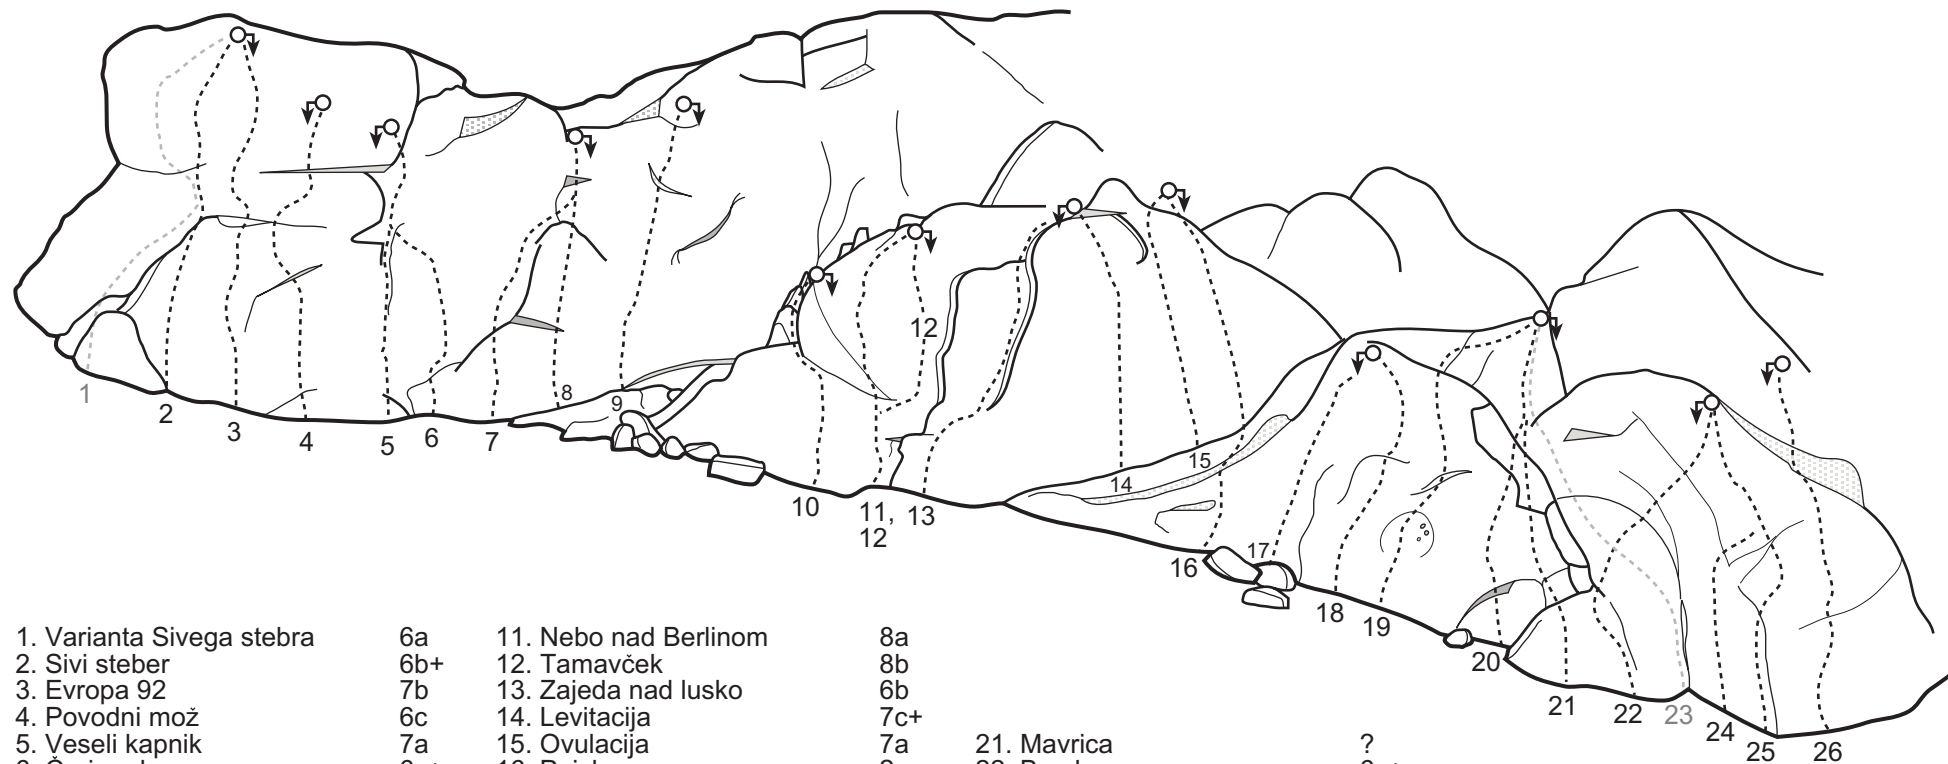 1
2
3
4
5
6
7
8
9
10
11,
12
12
13
14
15
16
17
18
19
20
21
22
23
24
25
26
1. Varianta Sivega stebra 6a
2. Sivi steber 6b+
3. Evropa 92 7b
4. Povodni mož 6c
5. Veseli kapnik 7a
11. Nebo nad Berlinom 8a
12. Tamavček 8b
13. Zajeda nad lusko 6b
14. Levitacija 7c+
15. Ovulacija 7a
21. Mavrica ?